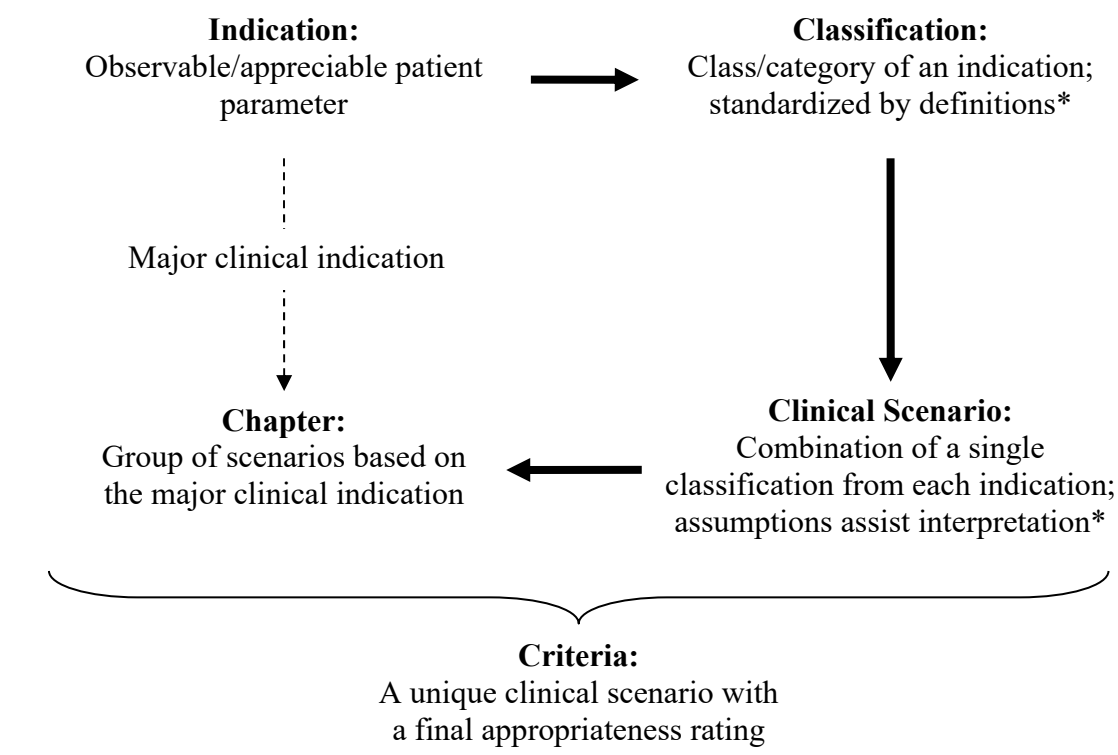 Indication:
Observable/appreciable patient
parameter
Classification:
Class/category of an indication;
standardized by definitions*
Major clinical indication
Chapter:
Group of scenarios based on
the major clinical indication
Clinical Scenario:
Combination of a single
classification from each indication;
assumptions assist interpretation*
Criteria:
A unique clinical scenario with
a final appropriateness rating